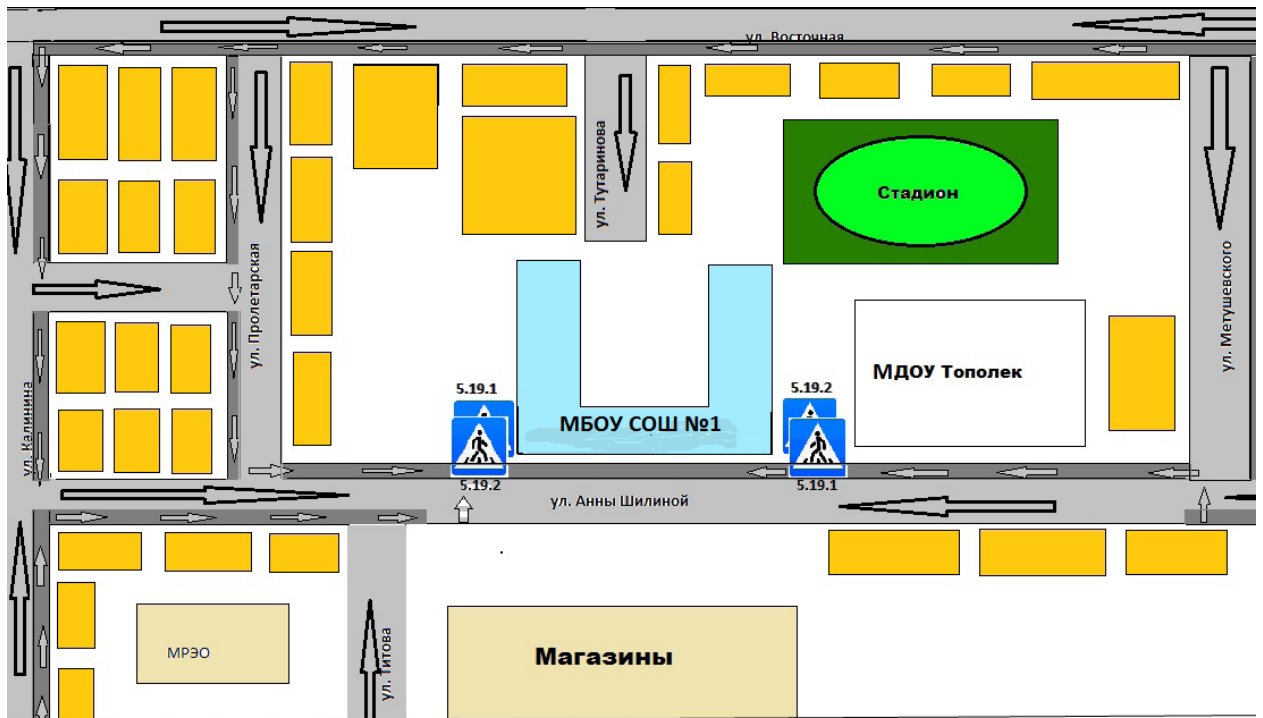 ул. Восточная
ул. Тутаринова
Стадион
ул. Пролетарская
ул. Метушевского
МДОУ Тополек
5.19.1
5.19.2
ул. Калинина
МБОУ СОШ №1
5.19.2
5.19.1
ул. Анны Шилиной
МРЭО
ул. Титова
Магазины